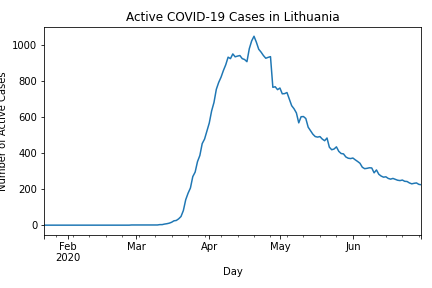 Active COVID-19 Cases in Lithuania
Number of Active Cases
1000
800
600
400
200
0
Feb
2020
Mar
Apr
May
Jun
Day